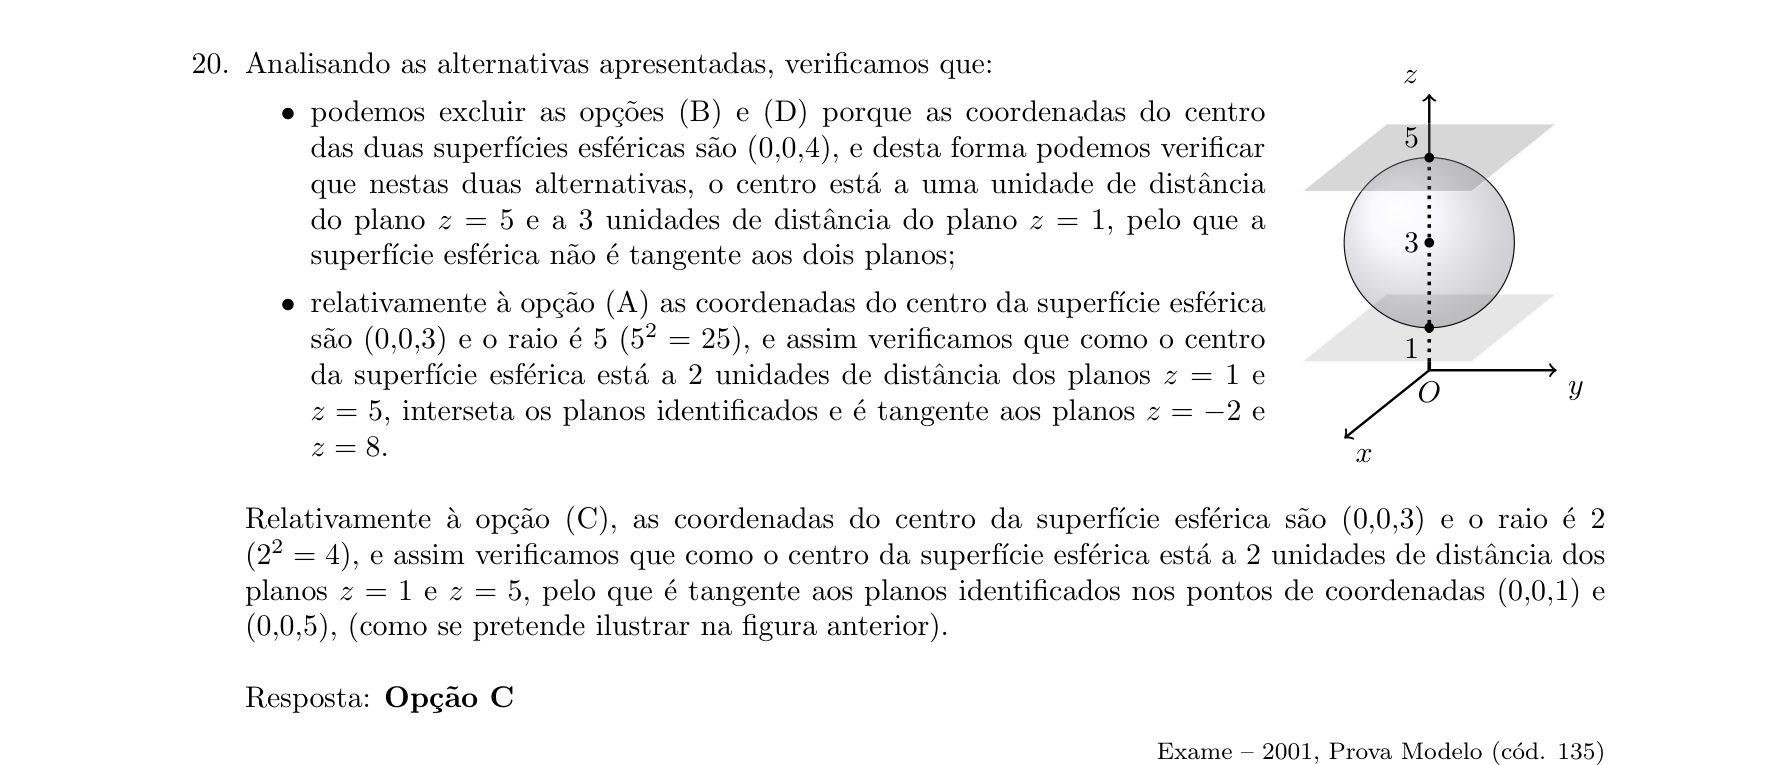 20. Analisando as alternativas apresentadas, verificamos que:
• podemos excluir as opções (B) e (D) porque as coordenadas do centro
das duas superfícies esféricas são (0,0,4), e desta forma podemos verificar
que nestas duas alternativas, o centro está a uma unidade de distância
do plano z = 5 e a 3 unidades de distância do plano z = 1, pelo que a
superfície esférica não é tangente aos dois planos;
• relativamente à opção (A) as coordenadas do centro da superfície esférica
são (0,0,3) e o raio é 5 (5² = 25), e assim verificamos que como o centro
da superfície esférica está a 2 unidades de distância dos planos z = 1 e
z = 5, interseta os planos identificados e é tangente aos planos z = −2 e
z = 8.
z
5
3
1
O
y
x
Relativamente à opção (C), as coordenadas do centro da superfície esférica são (0,0,3) e o raio é 2
(2² = 4), e assim verificamos que como o centro da superfície esférica está a 2 unidades de distância dos
planos z = 1 e z = 5, pelo que é tangente aos planos identificados nos pontos de coordenadas (0,0,1) e
(0,0,5), (como se pretende ilustrar na figura anterior).
Resposta: Opção C
Exame – 2001, Prova Modelo (cód. 135)